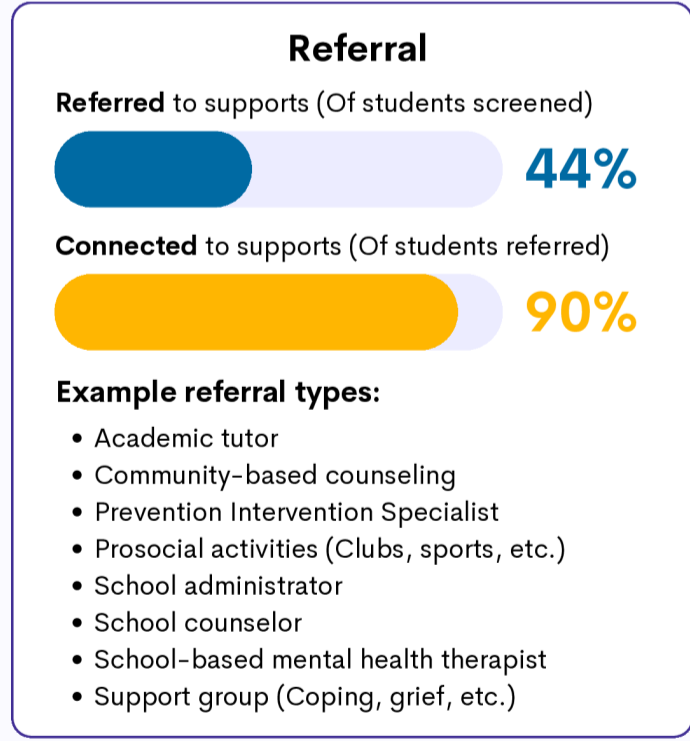 Referral
Referred to supports (Of students screened)
44%
Connected to supports (Of students referred)
90%
Example referral types:
• Academic tutor
• Community-based counseling
• Prevention Intervention Specialist
• Prosocial activities (Clubs, sports, etc.)
• School administrator
• School counselor
• School-based mental health therapist
• Support group (Coping, grief, etc.)